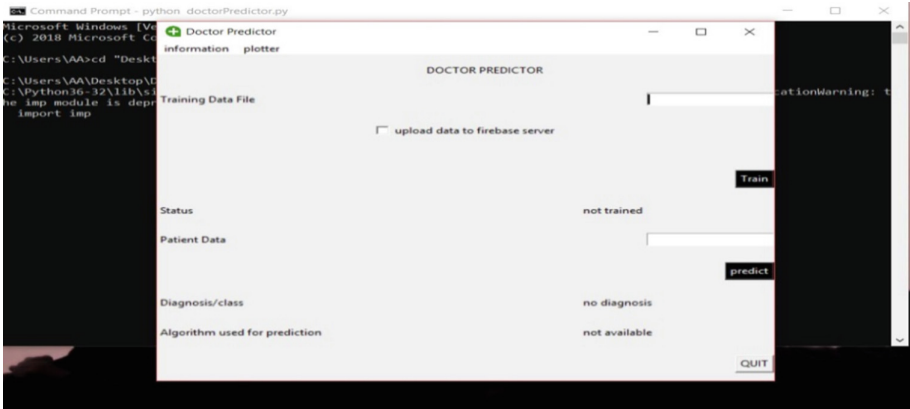 Command Prompt - python doctorPredictor.py
Microsoft Windows [Ve
(c) 2018 Microsoft Co
C:\Users\AA>cd "Deskt
C:\Users\AA\Desktop\D
C:\Python36-32\lib\si
cationWarning: t
he imp module is depr
import imp
Doctor Predictor
information plotter
DOCTOR PREDICTOR
Training Data File
upload data to firebase server
Train
Status not trained
Patient Data
predict
Diagnosis/class no diagnosis
Algorithm used for prediction not available
QUIT